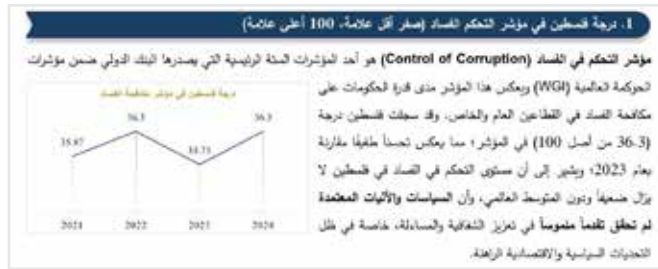 1. درجة فلسطين في مؤشر التحكم الفساد (صفر أقل علامة، 100 أعلى علامة)
مؤشر التحكم في الفساد (Control of Corruption) هو أحد المؤشرات الستة الرئيسية التي يصدرها البنك الدولي ضمن مؤشرات
الحوكمة العالمية (WGI) ويعكس هذا المؤشر مدى قدرة الحكومات على
مكافحة الفساد في القطاعين العام والخاص، وقد سجلت فلسطين درجة
(36.3 من أصل 100) في المؤشر؛ مما يعكس تحسناً طفيفاً مقارنة
بعام 2023؛ ويشير إلى أن مستوى التحكم في الفساد في فلسطين لا
يزال ضعيفاً ودون المتوسط العالمي، وأن السياسات والآليات المعتمدة
لم تحقق تقدماً ملموساً في تعزيز الشفافية والمساءلة، خاصة في ظل
التحديات السياسية والاقتصادية الراهنة.
درجة فلسطين في مؤشر مكافحة الفساد
36.3 36.3
2021 2022 2023 2024